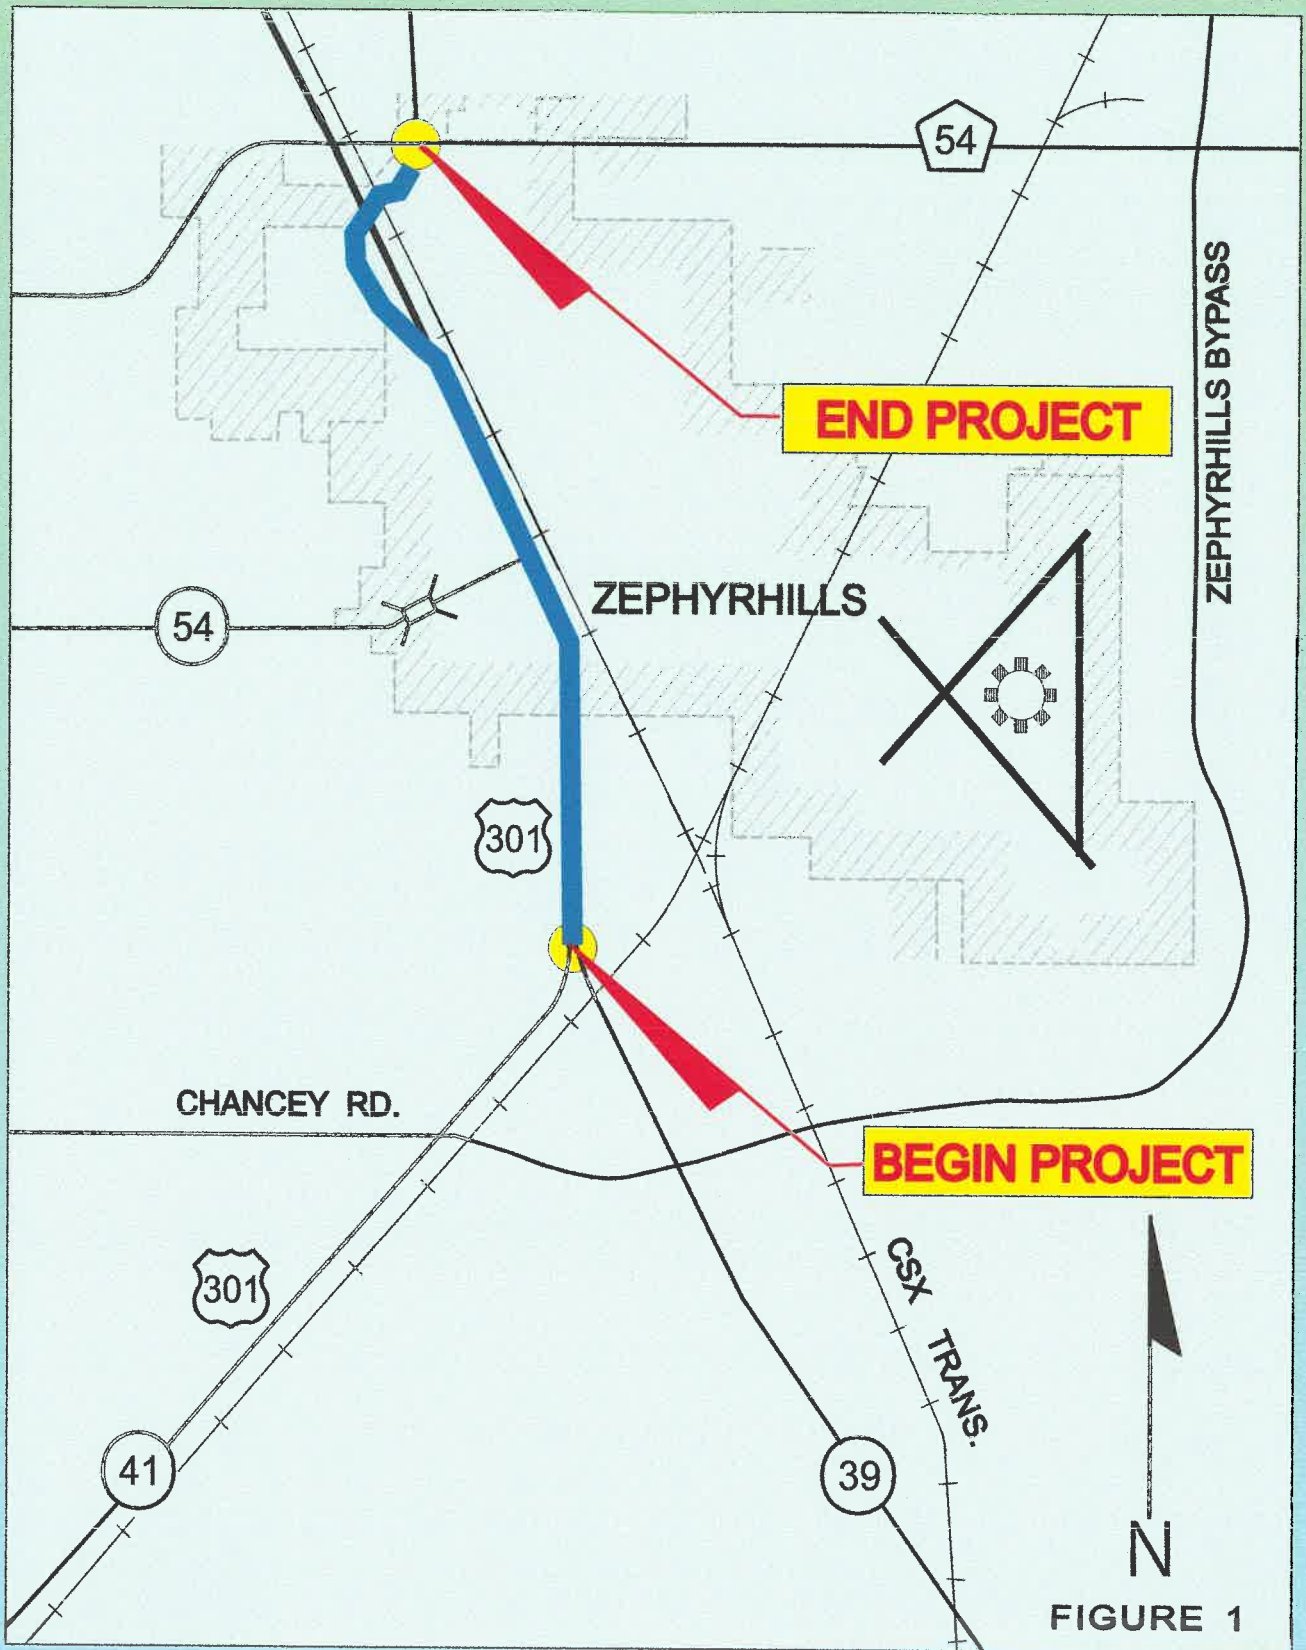 54
ZEPHYRHILLS BYPASS
END PROJECT
ZEPHYRHILLS
54
301
CHANCEY RD.
BEGIN PROJECT
301
CSX TRANS.
41
39
N
FIGURE 1